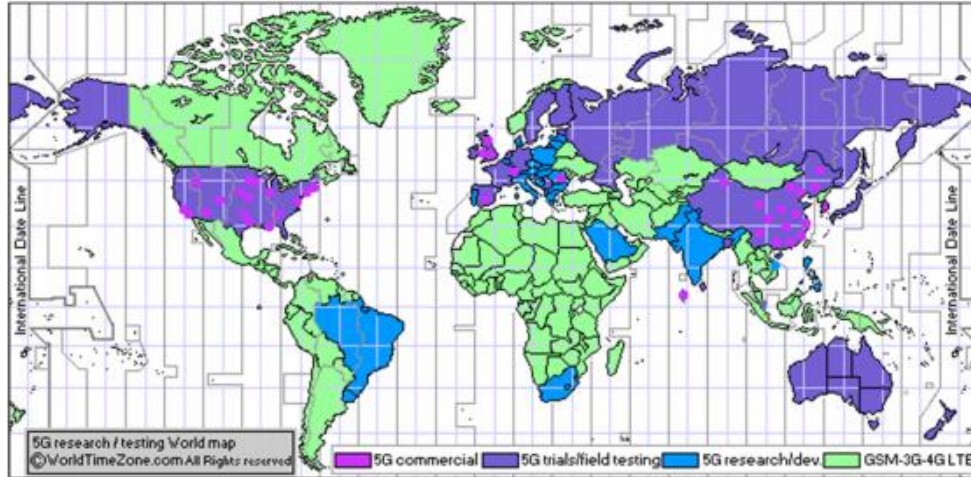 International Date Line
International Date Line
5G research / testing World map
©WorldTimeZone.com All Rights reserved
5G commercial
5G trials/field testing
5G research/dev.
GSM-3G-4G LTE